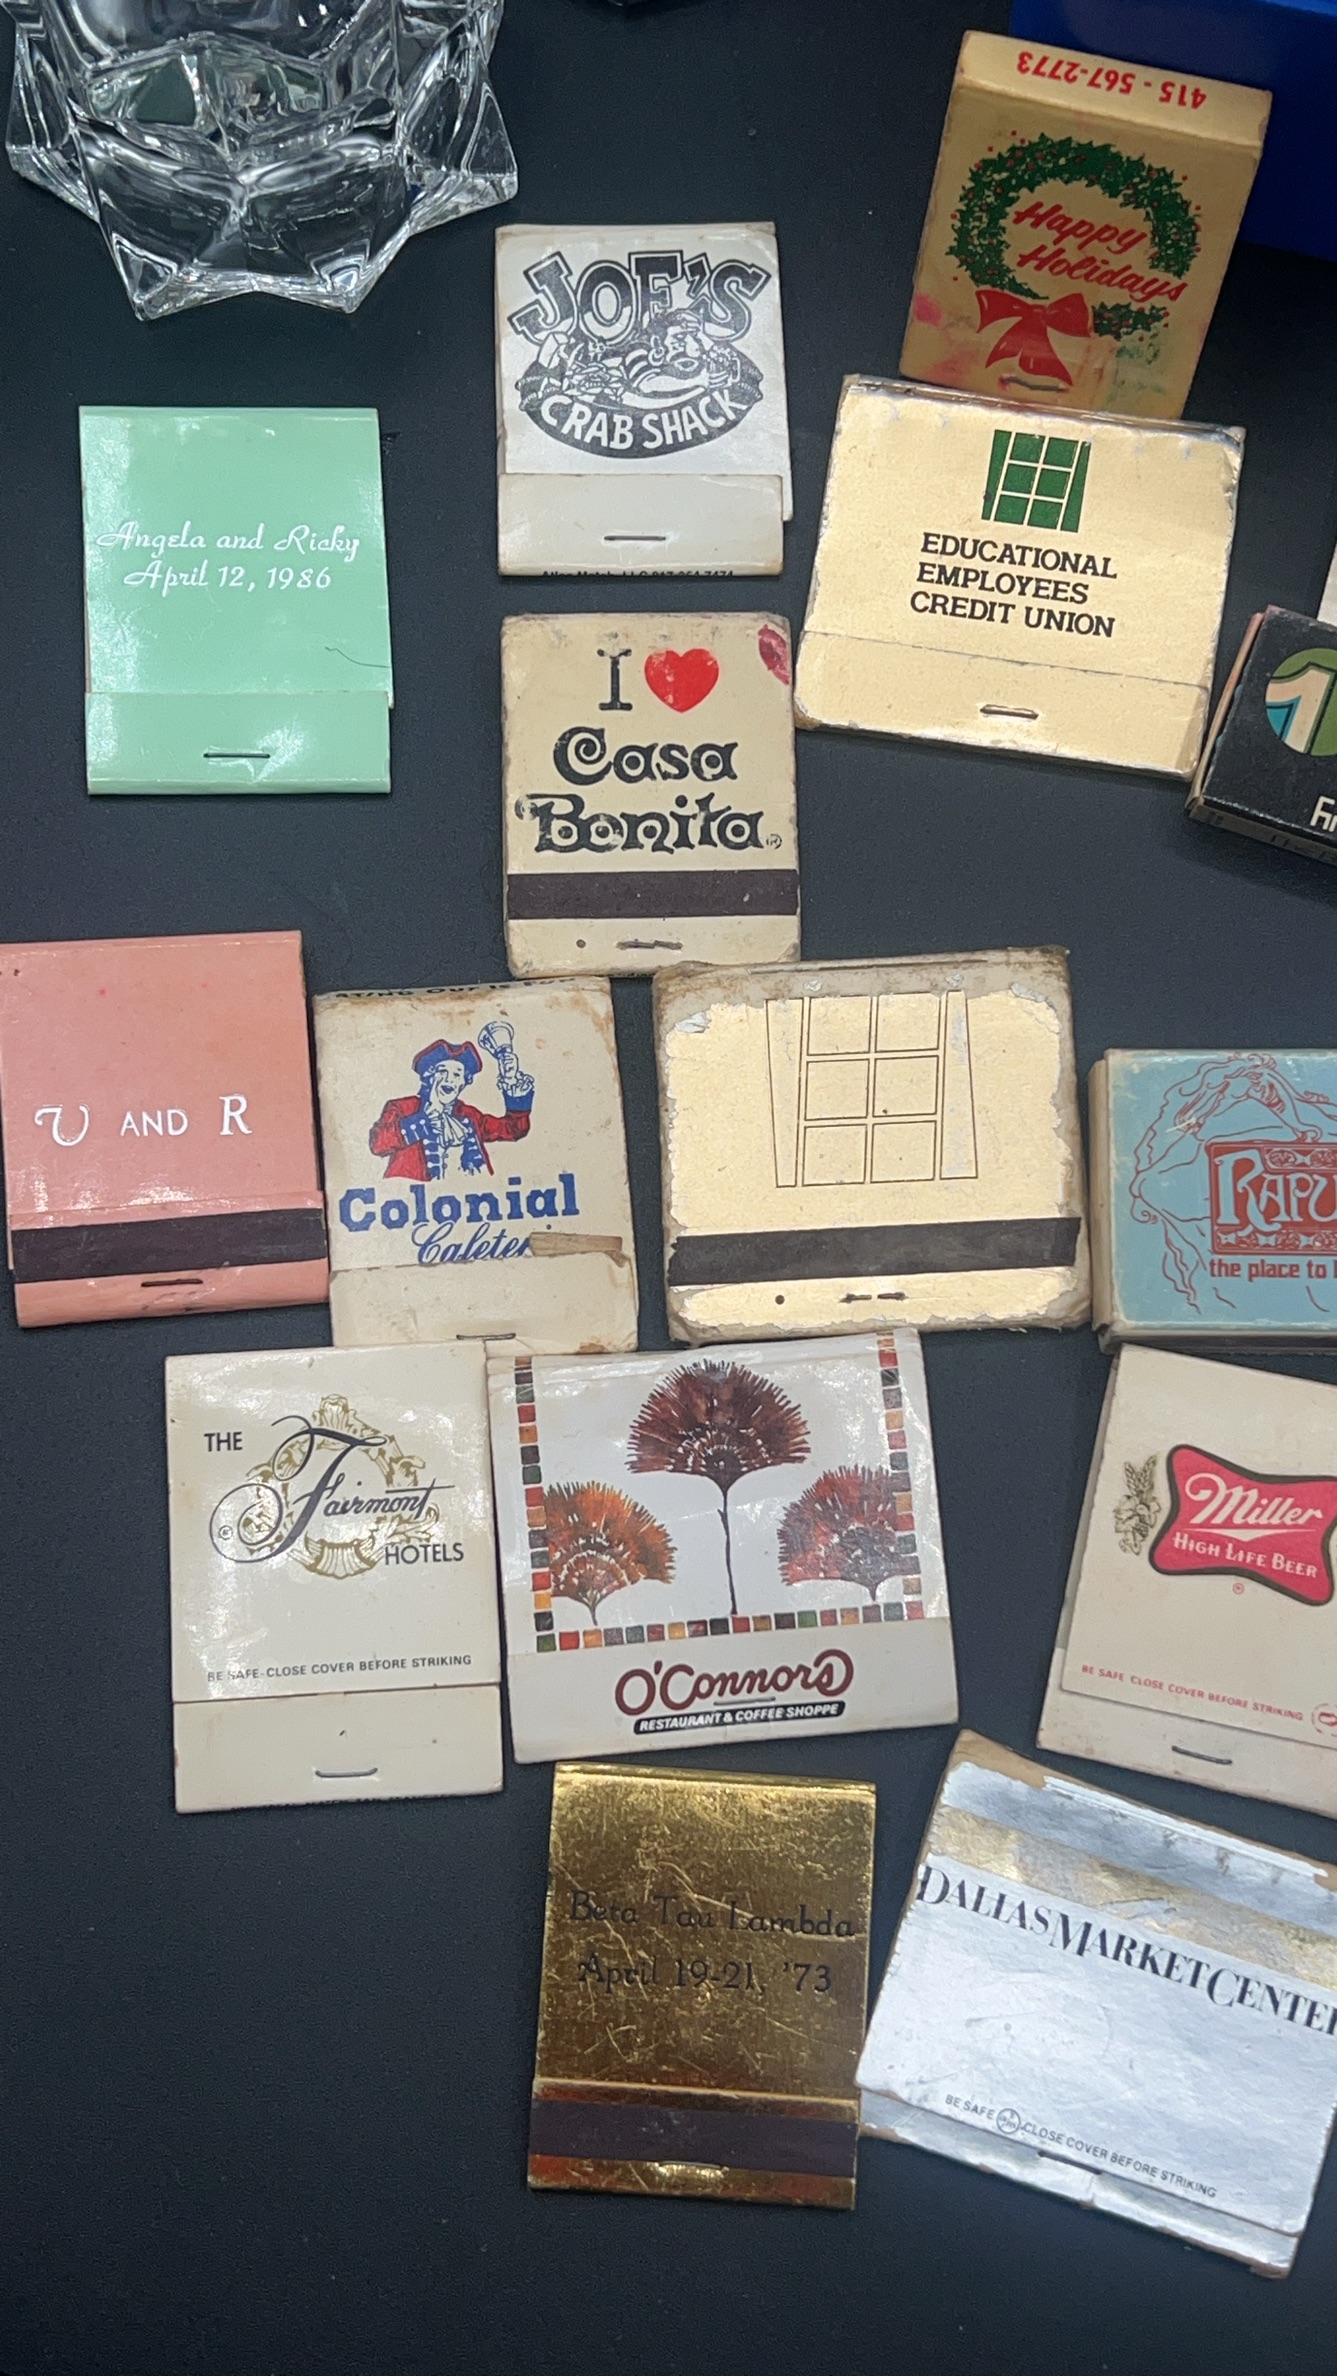 415 - 567-2773
Happy
Holidays
JOE'S
CRAB SHACK
EDUCATIONAL
EMPLOYEES
CREDIT UNION
Angela and Ricky
April 12, 1986
I
Casa
Bonita®
U AND R
Colonial
THE Fairmont®
HOTELS
BE SAFE-CLOSE COVER BEFORE STRIKING
the place to
O'Connors
RESTAURANT & COFFEE SHOPPE
Miller
HIGH LIFE BEER
®
BE SAFE CLOSE COVER BEFORE STRIKING
Beta Tau Lambda
April 19-21, '73
DALLAS MARKET CENTER
BE SAFE CLOSE COVER BEFORE STRIKING